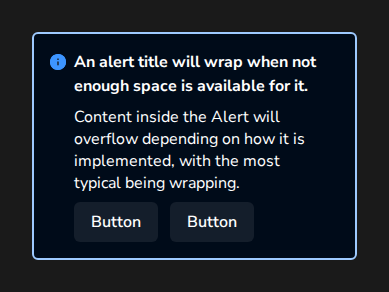 An alert title will wrap when not
enough space is available for it.
Content inside the Alert will
overflow depending on how it is
implemented, with the most
typical being wrapping.
Button Button